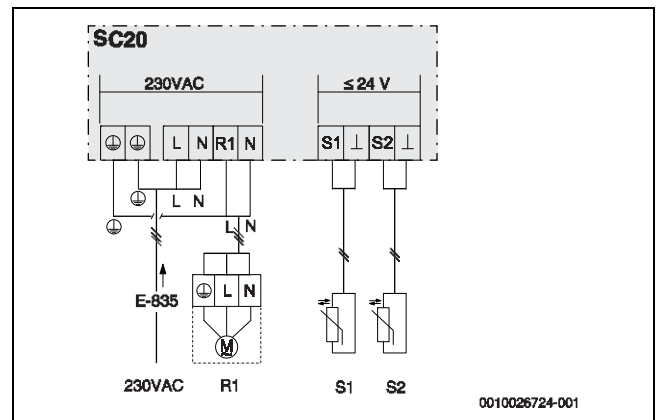 SC20
230VAC
≤ 24 V
L N R1 N
S1 ⊥ S2 ⊥
L N
L N
L N
E-835
M
230VAC R1 S1 S2
0010026724-001